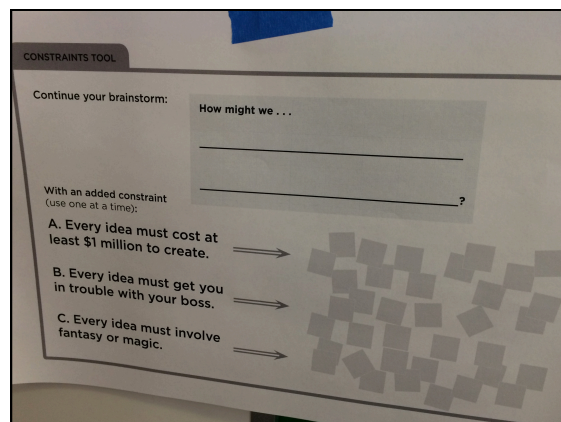 CONSTRAINTS TOOL
Continue your brainstorm:
How might we . . .
?
With an added constraint
(use one at a time):
A. Every idea must cost at
least $1 million to create.
B. Every idea must get you
in trouble with your boss.
C. Every idea must involve
fantasy or magic.